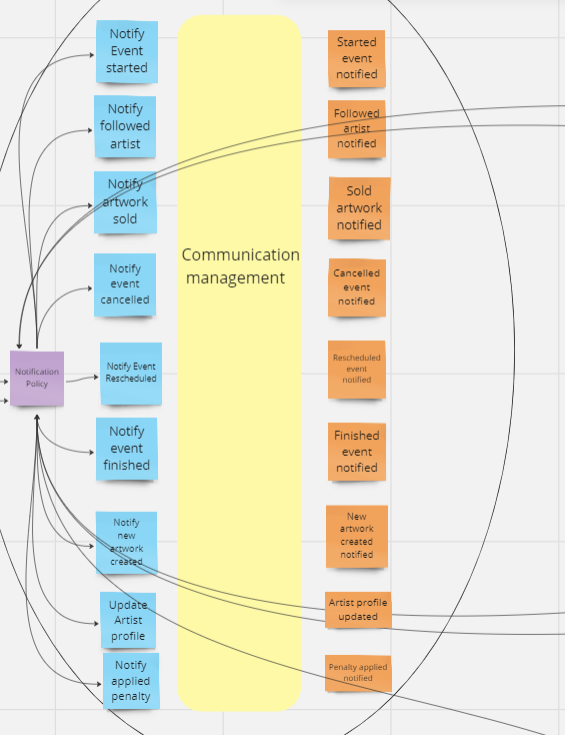 Notify
Event
started
Started
event
notified
Notify
followed
artist
Followed
artist
notified
Notify
artwork
sold
Sold
artwork
notified
Communication
management
Notify
event
cancelled
Cancelled
event
notified
Notification
Policy
Notify Event
Rescheduled
Rescheduled
event
notified
Notify
event
finished
Finished
event
notified
Notify
new
artwork
created
New
artwork
created
notified
Update
Artist
profile
Artist profile
updated
Notify
applied
penalty
Penalty applied
notified